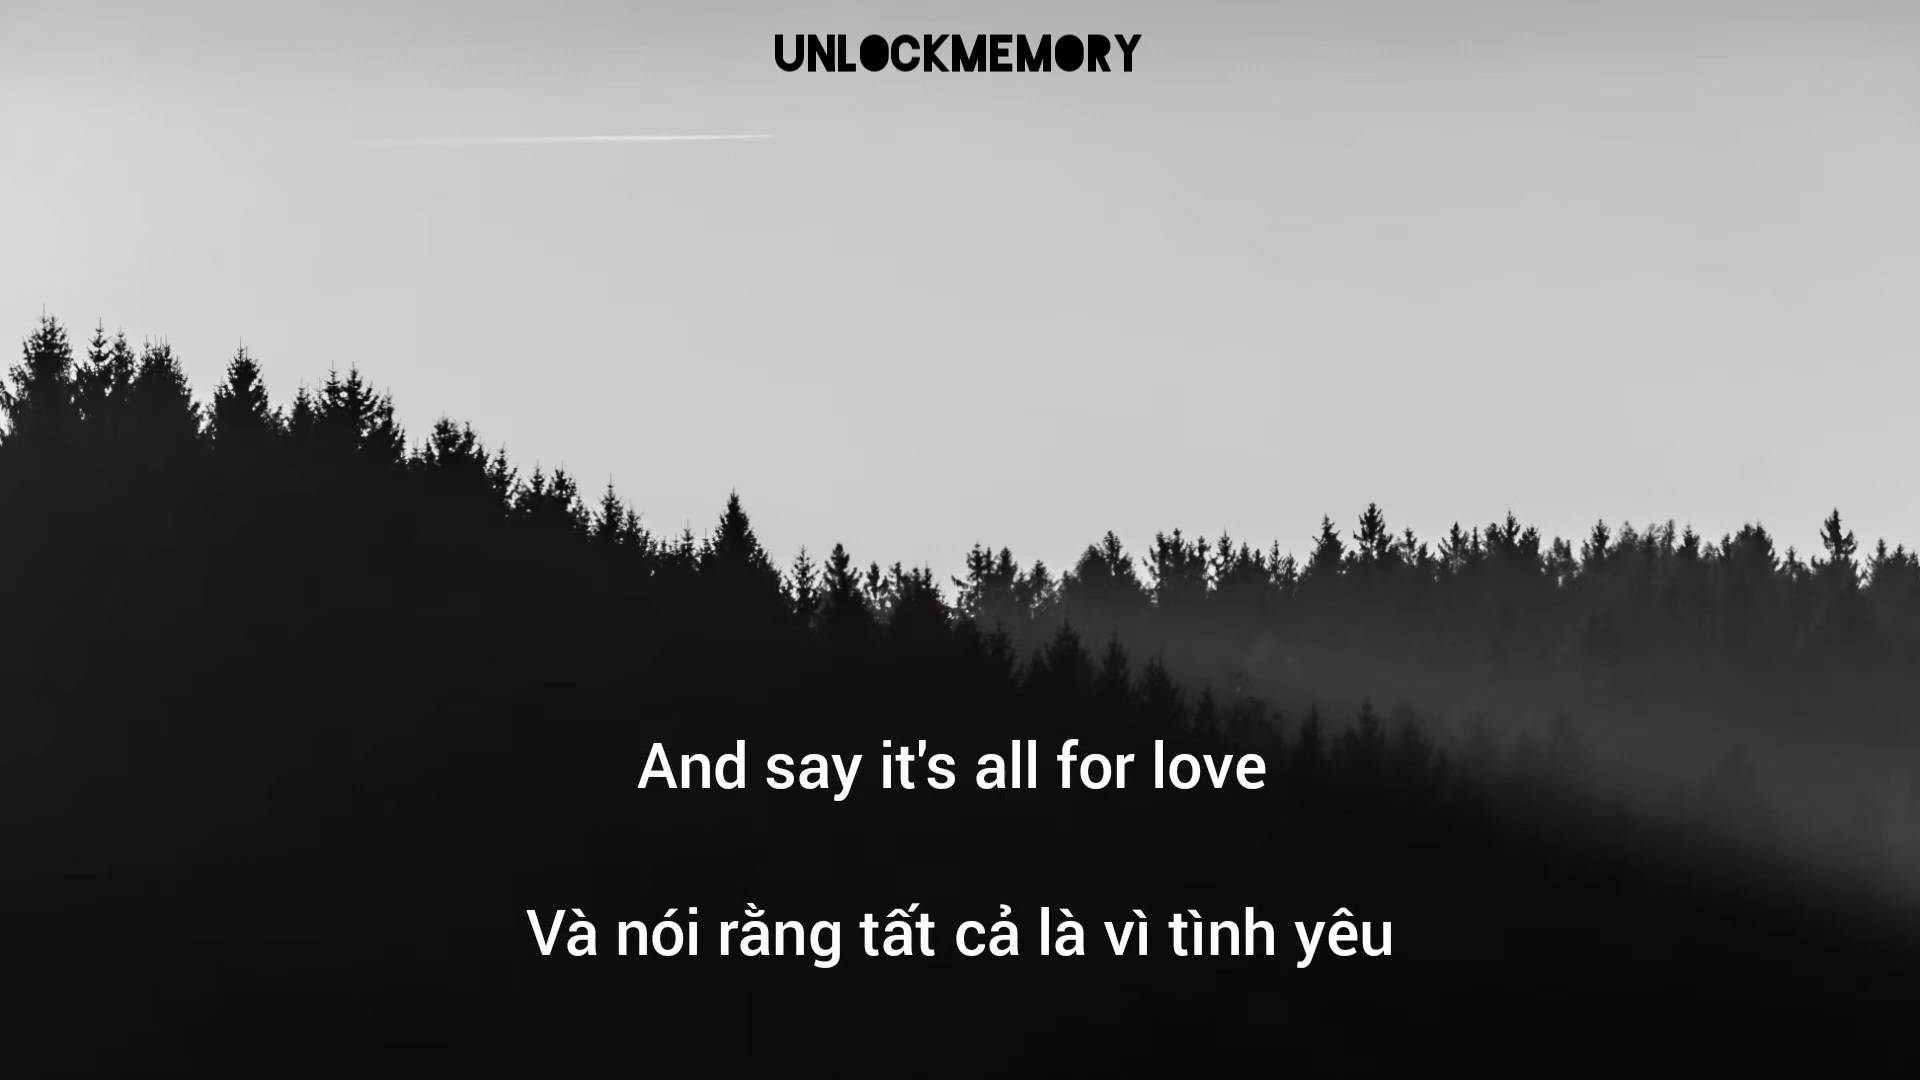 UNLOCKMEMORY
And say it's all for love
Và nói rằng tất cả là vì tình yêu